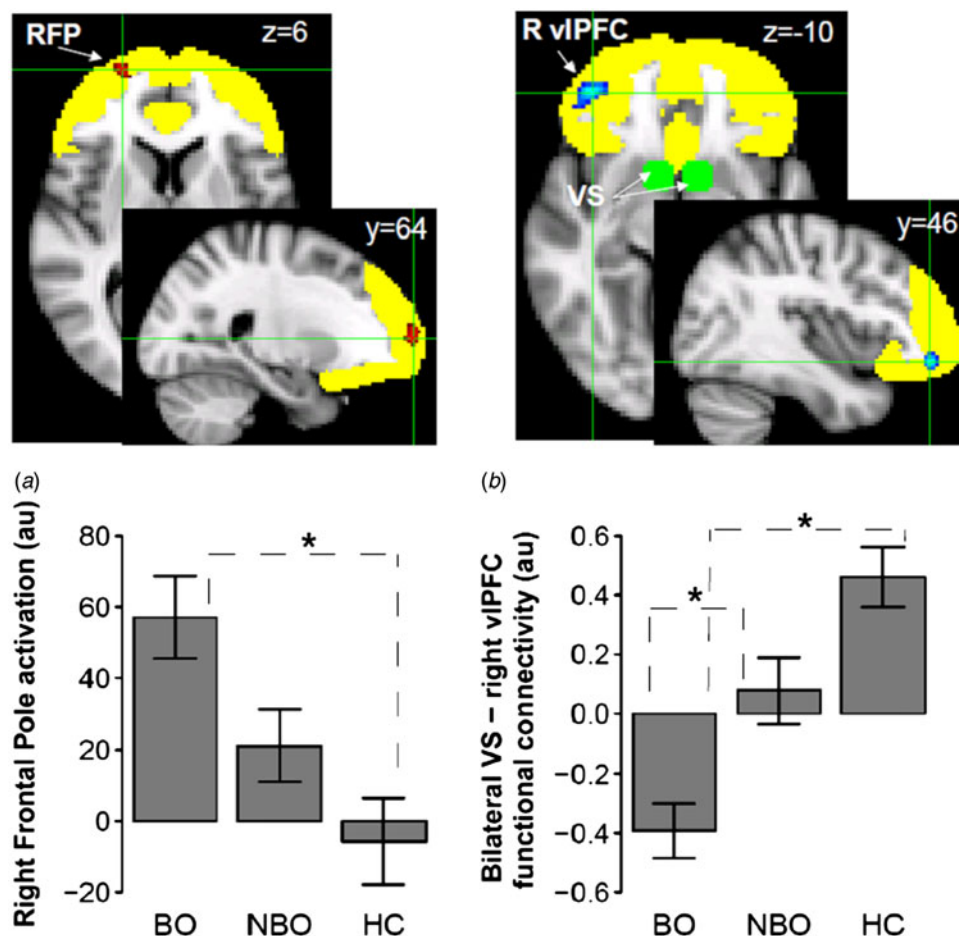 RFP
z=6
y=64
R vlPFC
z=-10
VS
y=46
(a)
Right Frontal Pole activation (au)
80
60
40
20
0
−20
*
BO NBO HC
(b)
Bilateral VS – right vlPFC
functional connectivity (au)
0.6
0.4
0.2
0.0
−0.2
−0.4
−0.6
*
*
BO NBO HC